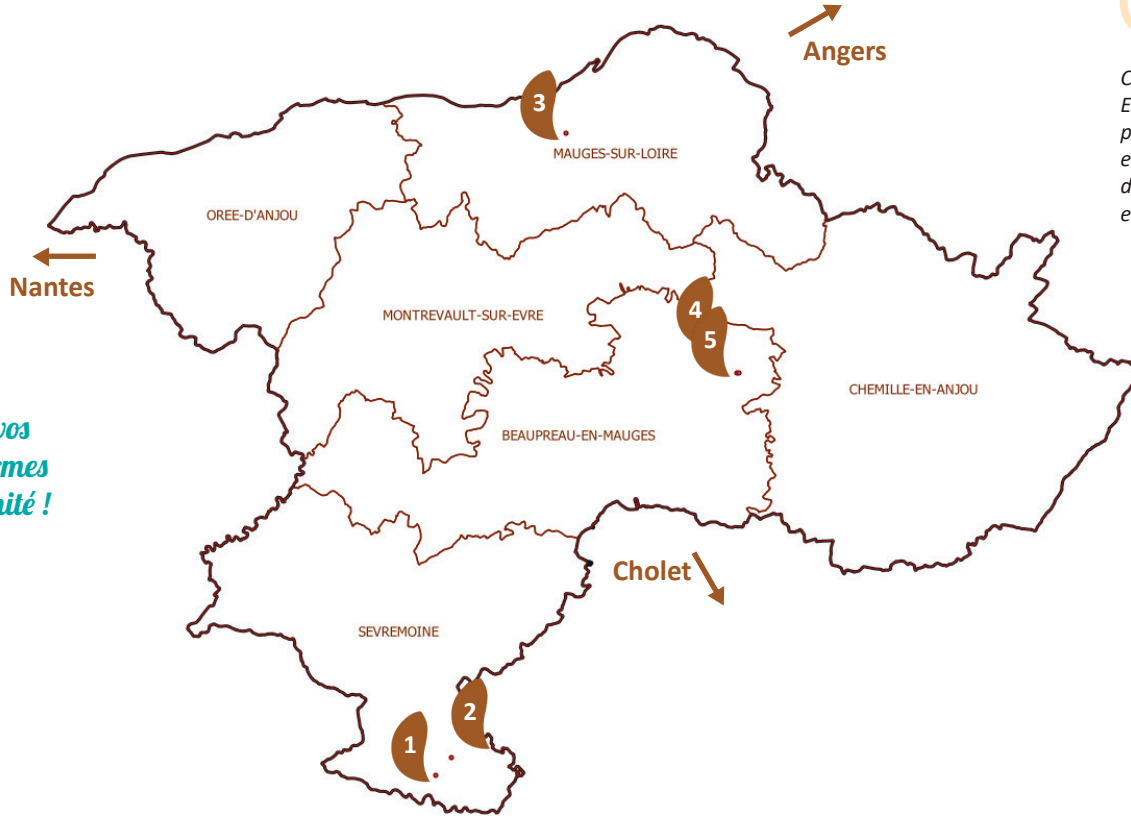 Angers
3
MAUGES-SUR-LOIRE
OREE-D'ANJOU
Nantes
4
MONTREVAULT-SUR-EVRE
5
CHEMILLE-EN-ANJOU
BEAUPREAU-EN-MAUGES
vos
Cholet
SEVREMOINE
2
1